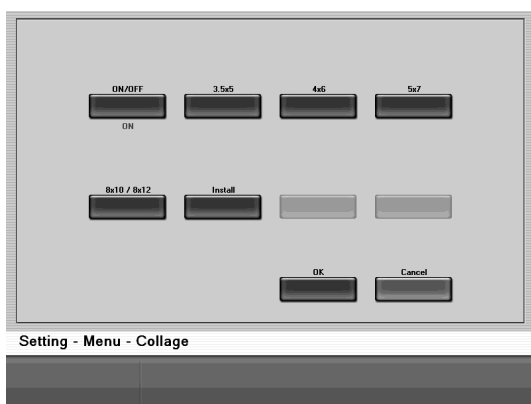 ON/OFF 3.5x5 4x6 5x7
ON
8x10 / 8x12 Install
OK Cancel
Setting - Menu - Collage